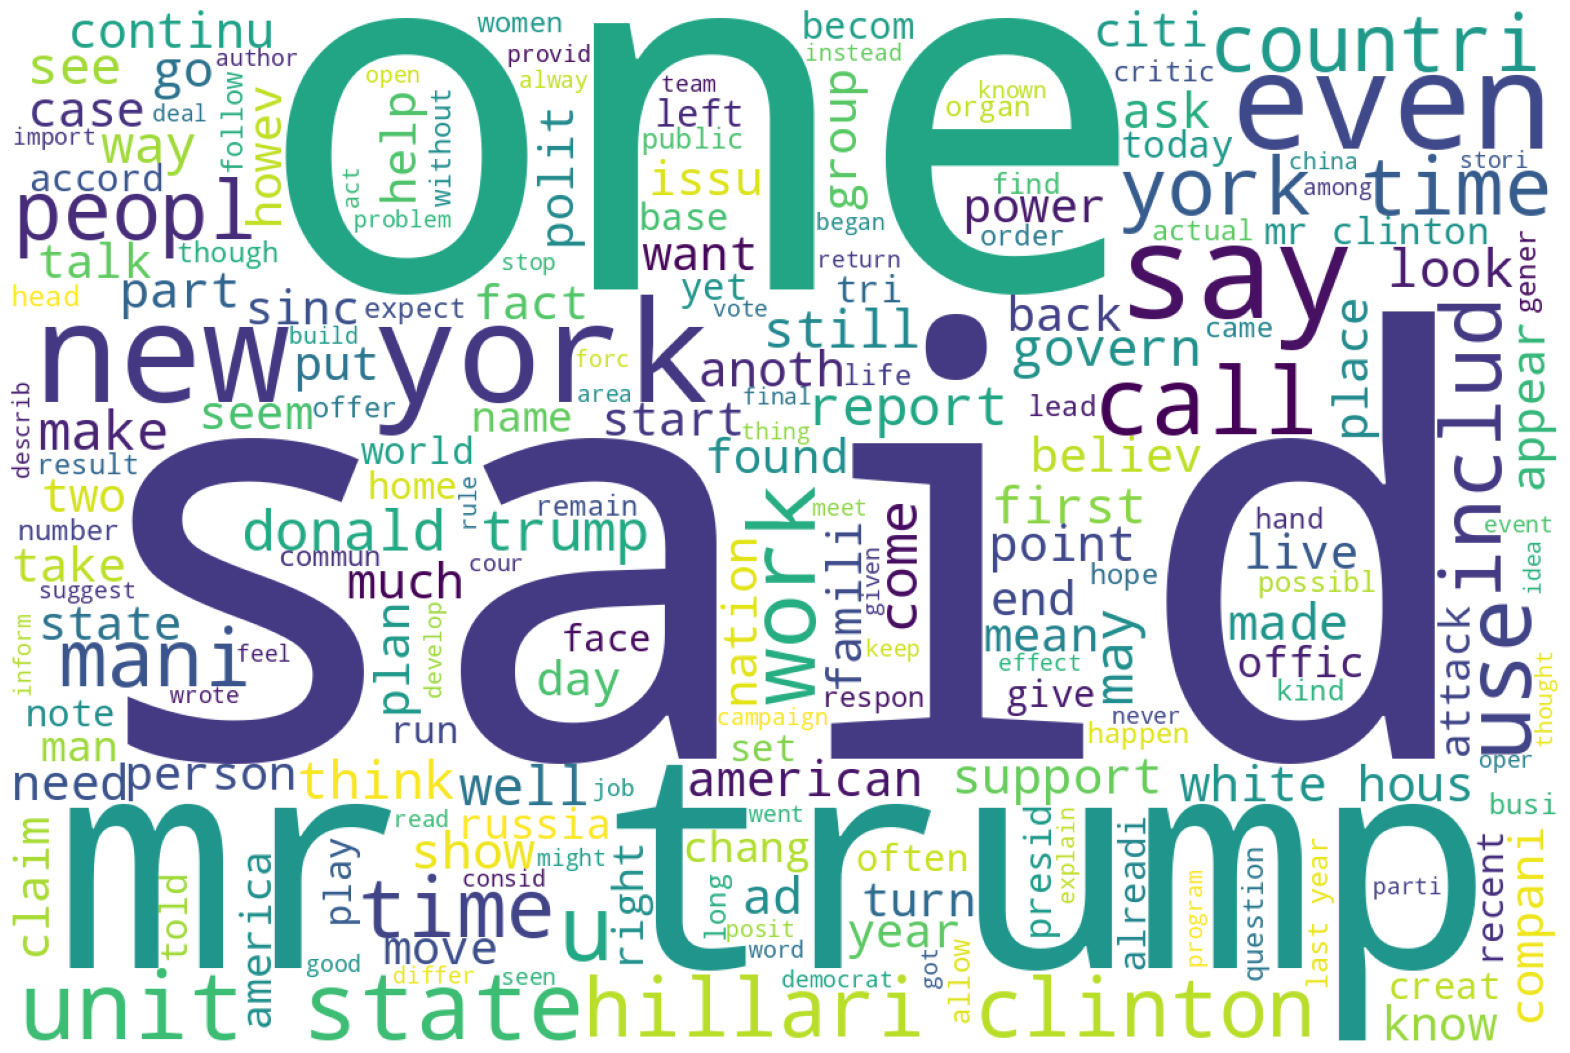 continu
women
becom
citi
countri
see
go
author
provid
open
alway
team
instead
known
critic
even
case
deal
follow
howev
help
without
left
group
organ
ask
import
way
act
polit
public
today
china
stori
accord
problem
issu
find
york
among
time
peopl
one
base
began
power
order
actual
mr clinton
talk
though
stop
want
return
say
look
gener
head
part
sinc
expect
fact
yet
vote
tri
back
came
place
includ
new york
build
put
forc
anoth
life
still
govern
call
appear
describ
make
seem
offer
name
area
start
final
report
lead
result
world
thing
found
believ
two
home
rule
remain
meet
first
hand
event
number
donald trump
work
point
live
idea
take
commun
cour
nation
come
hope
possibl
suggest
much
given
famili
end
said
state
plan
face
mean
made
attack
use
inform
mani
feel
develop
day
keep
effect
may
offic
wrote
respon
give
kind
thought
note
run
campaign
never
man
set
happen
need
person
think
well
job
american
support
white hous
oper
busi
mr trump
read
russia
went
claim
show
might
chang
often
presid
explain
told
america
play
consid
time
right
long
ad
turn
alreadi
program
question
last year
parti
recent
compani
move
u
posit
year
good
word
differ
seen
democrat
got
allow
creat
unit state
hillari clinton
know